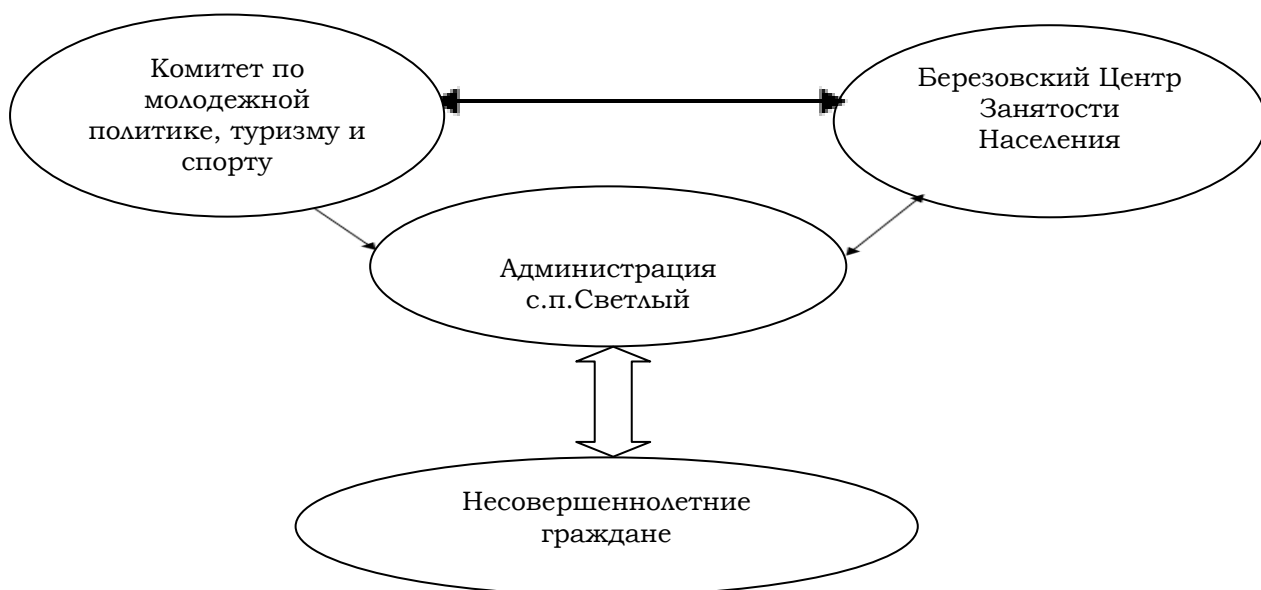 Комитет по
молодежной
политике, туризму и
спорту
Березовский Центр
Занятости
Населения
Администрация
с.п.Светлый
Несовершеннолетние
граждане